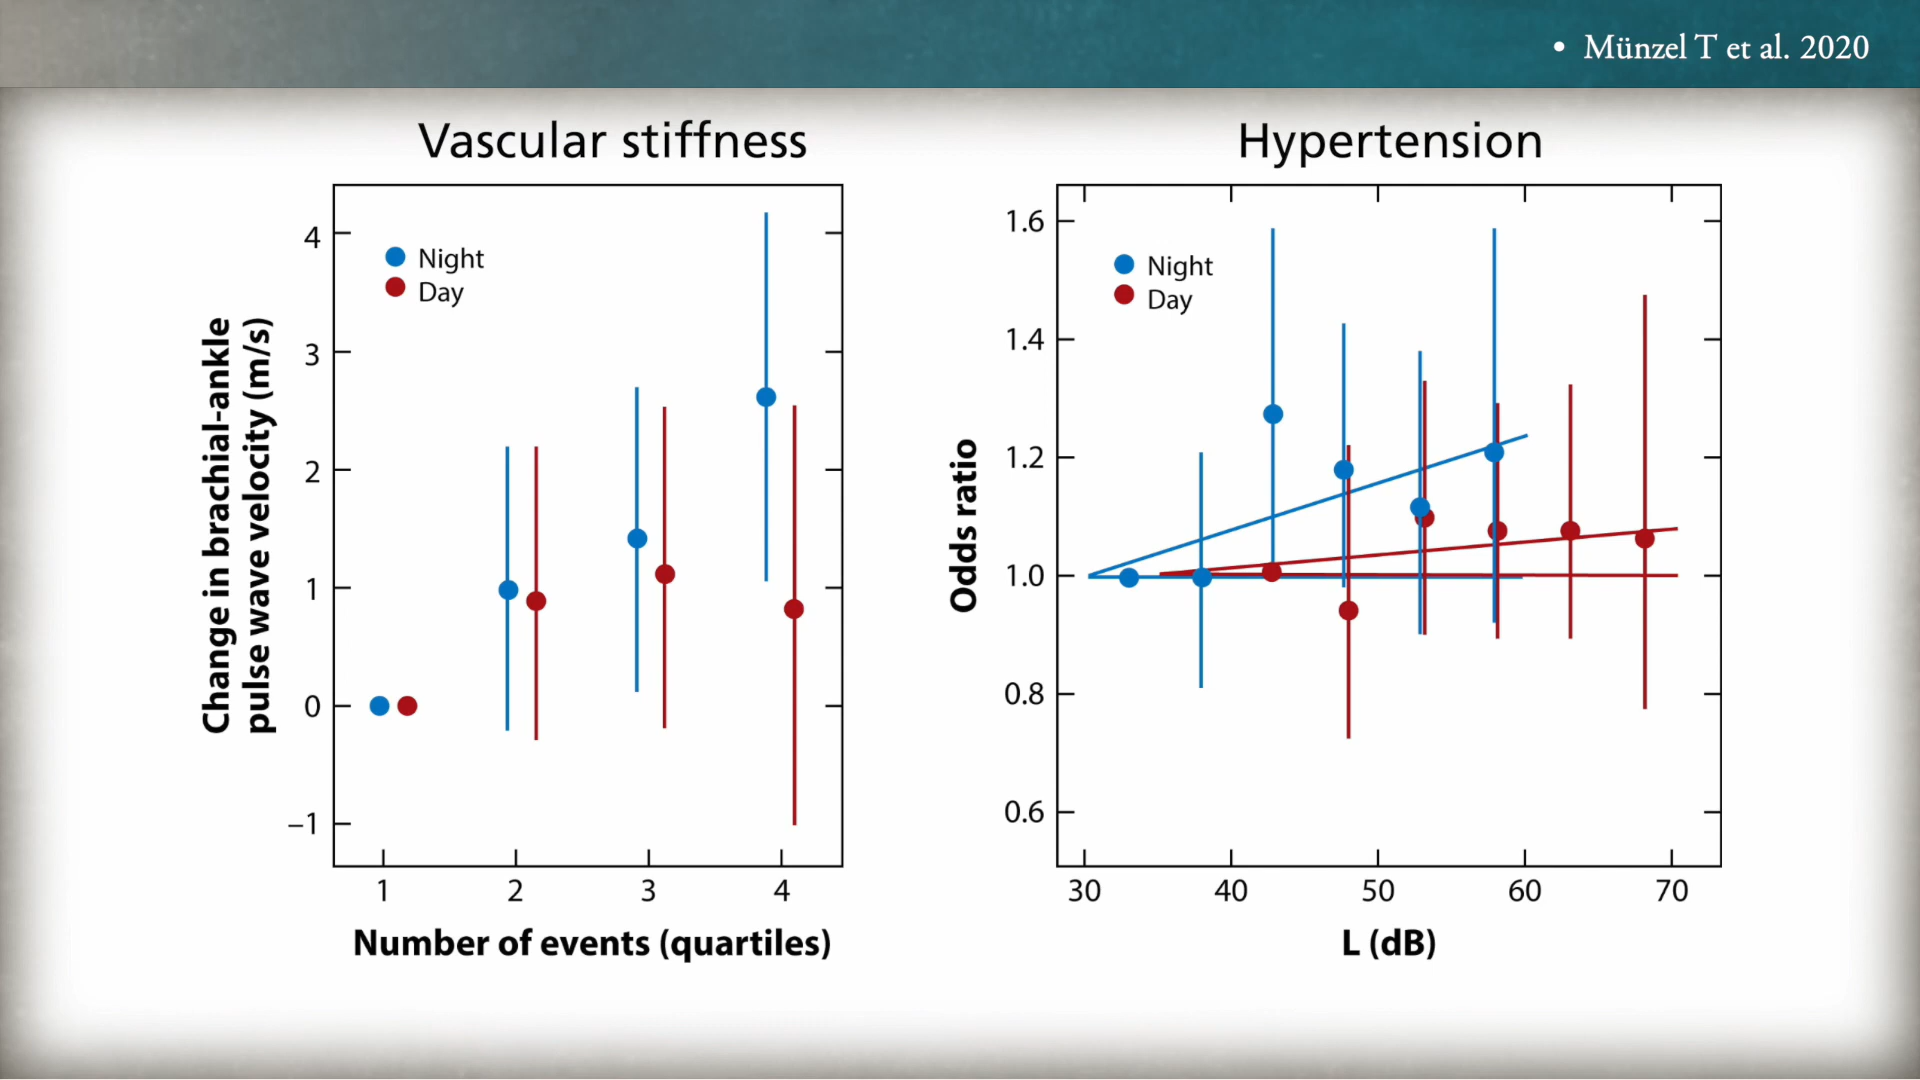 • Münzel T et al. 2020
Vascular stiffness
Night
Day
4
3
2
1
0
−1
Change in brachial-ankle
pulse wave velocity (m/s)
1 2 3 4
Number of events (quartiles)
Hypertension
Night
Day
1.6
1.4
1.2
1.0
0.8
0.6
Odds ratio
30 40 50 60 70
L (dB)